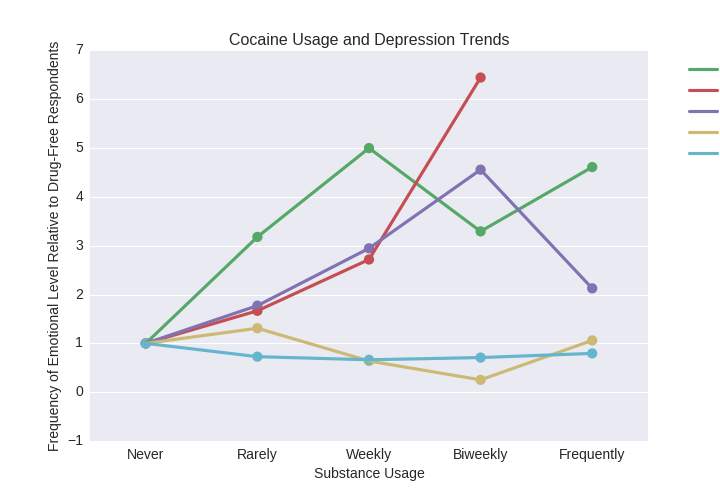 Cocaine Usage and Depression Trends
Frequency of Emotional Level Relative to Drug-Free Respondents
7
6
5
4
3
2
1
0
−1
Never Rarely Weekly Biweekly Frequently
Substance Usage